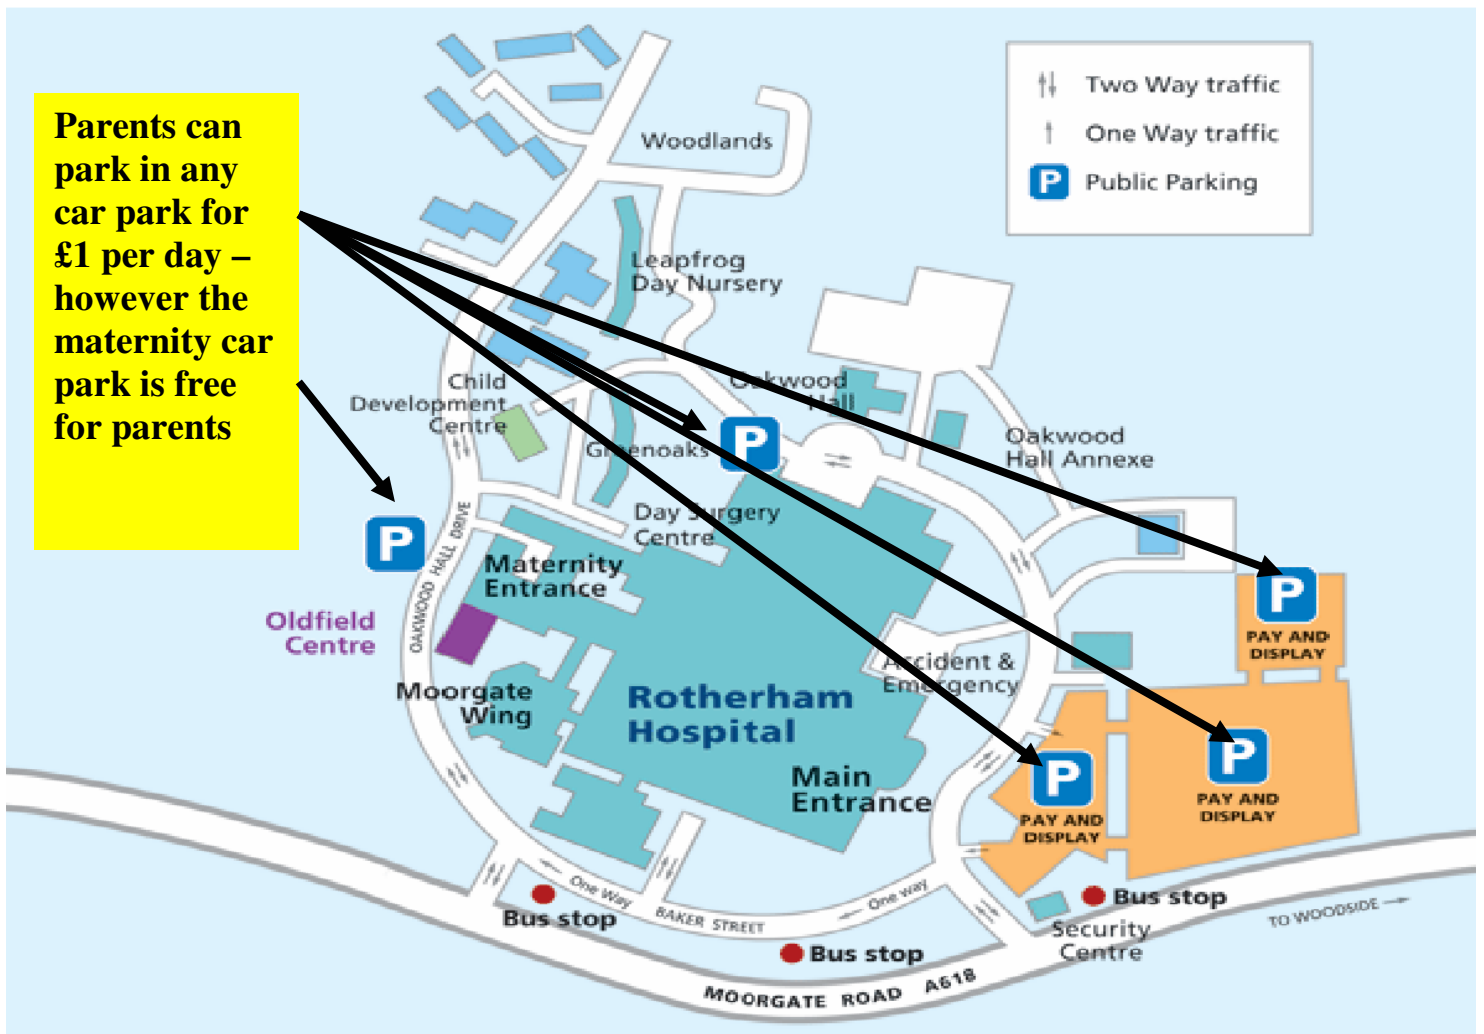 Parents can
park in any
car park for
£1 per day –
however the
maternity car
park is free
for parents
Two Way traffic
One Way traffic
P Public Parking
Woodlands
Leapfrog
Day Nursery
Child
Development
Centre
Oakwood
Hall
Greenoaks
P
Oakwood
Hall Annexe
Day Surgery
Centre
P
OAKWOOD HALL DRIVE
Maternity
Entrance
Oldfield
Centre
Moorgate
Wing
Rotherham
Hospital
Accident &
Emergency
Main
Entrance
P
PAY AND
DISPLAY
P
PAY AND
DISPLAY
P
PAY AND
DISPLAY
One Way
BAKER STREET
One way
Bus stop
Bus stop
Bus stop
Security
Centre
TO WOODSIDE
MOORGATE ROAD A618